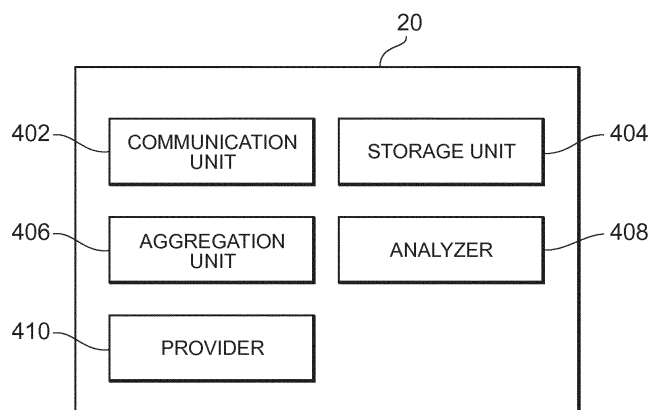 20
402
COMMUNICATION
UNIT
STORAGE UNIT
404
406
AGGREGATION
UNIT
ANALYZER
408
410
PROVIDER